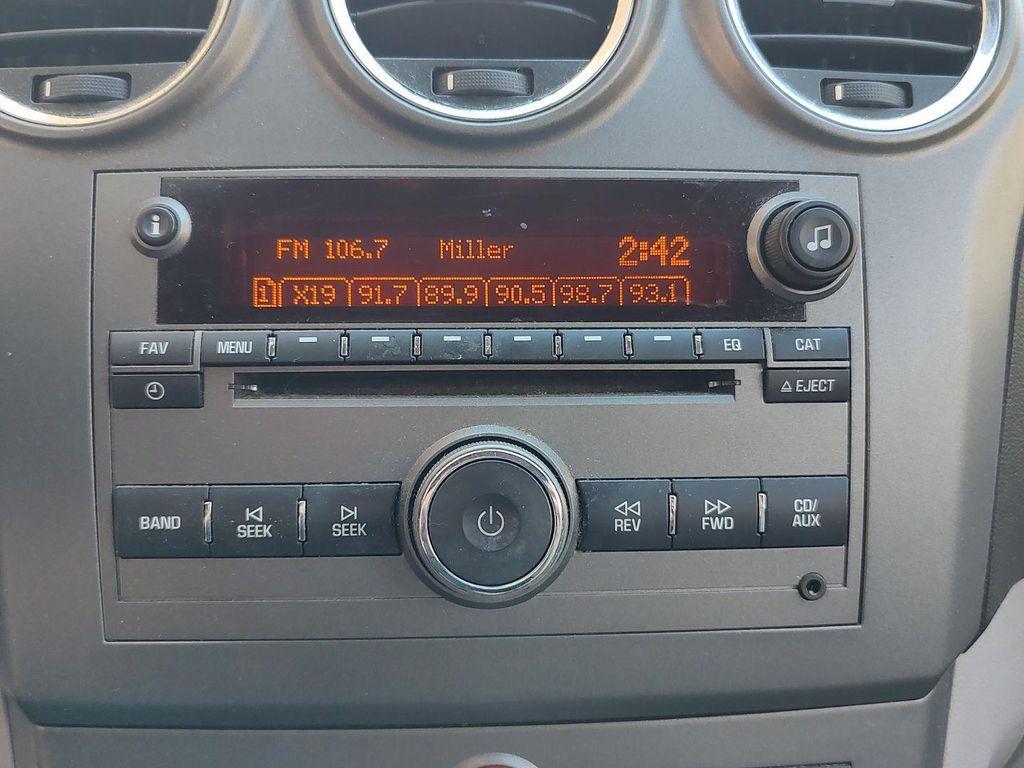 i
FM 106.7 Miller 2:42
1 X19 91.7 89.9 90.5 98.7 93.1
FAV MENU EQ CAT
EJECT
BAND SEEK SEEK REV FWD CD/AUX